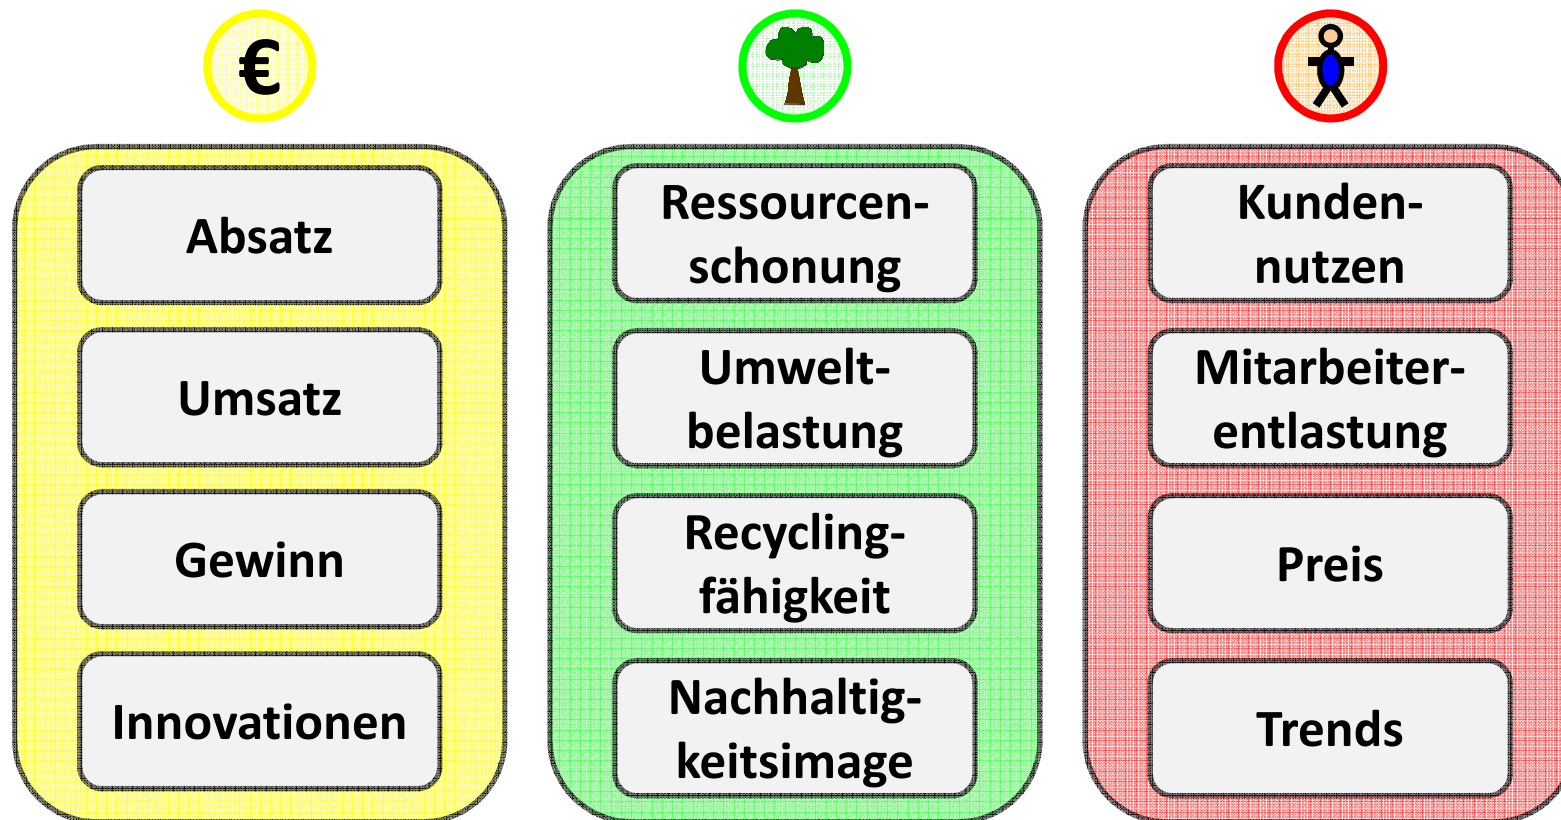 €
Absatz
Umsatz
Gewinn
Innovationen
Ressourcen-
schonung
Umwelt-
belastung
Recycling-
fähigkeit
Nachhaltig-
keitsimage
Kunden-
nutzen
Mitarbeiter-
entlastung
Preis
Trends